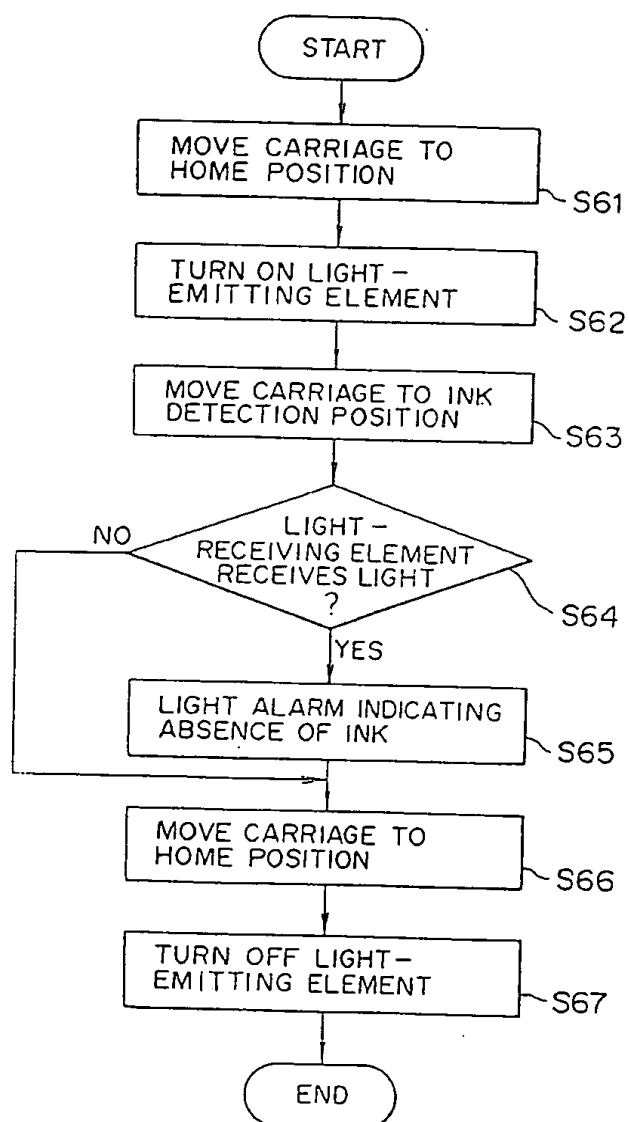 START
MOVE CARRIAGE TO
HOME POSITION
S61
TURN ON LIGHT-
EMITTING ELEMENT
S62
MOVE CARRIAGE TO INK
DETECTION POSITION
S63
NO
LIGHT-
RECEIVING ELEMENT
RECEIVES LIGHT
?
S64
YES
LIGHT ALARM INDICATING
ABSENCE OF INK
S65
MOVE CARRIAGE TO
HOME POSITION
S66
TURN OFF LIGHT-
EMITTING ELEMENT
S67
END